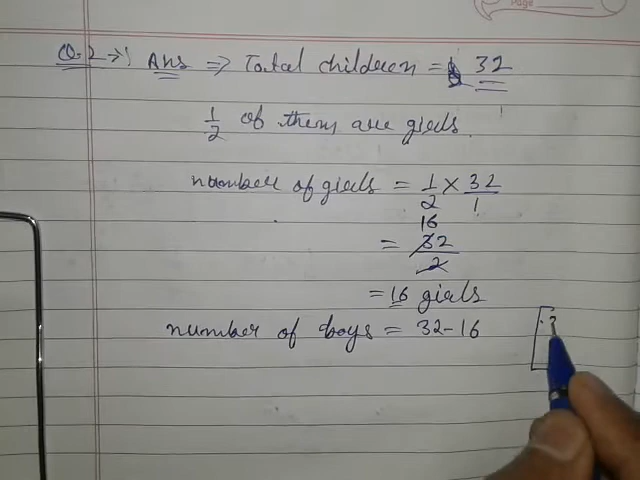 Page
Q.2→) Ans ⇒ Total children = 32
1/2 of them are girls.
number of girls = 1/2 × 32/1
16
= 32/2
= 16 girls
number of boys = 32-16